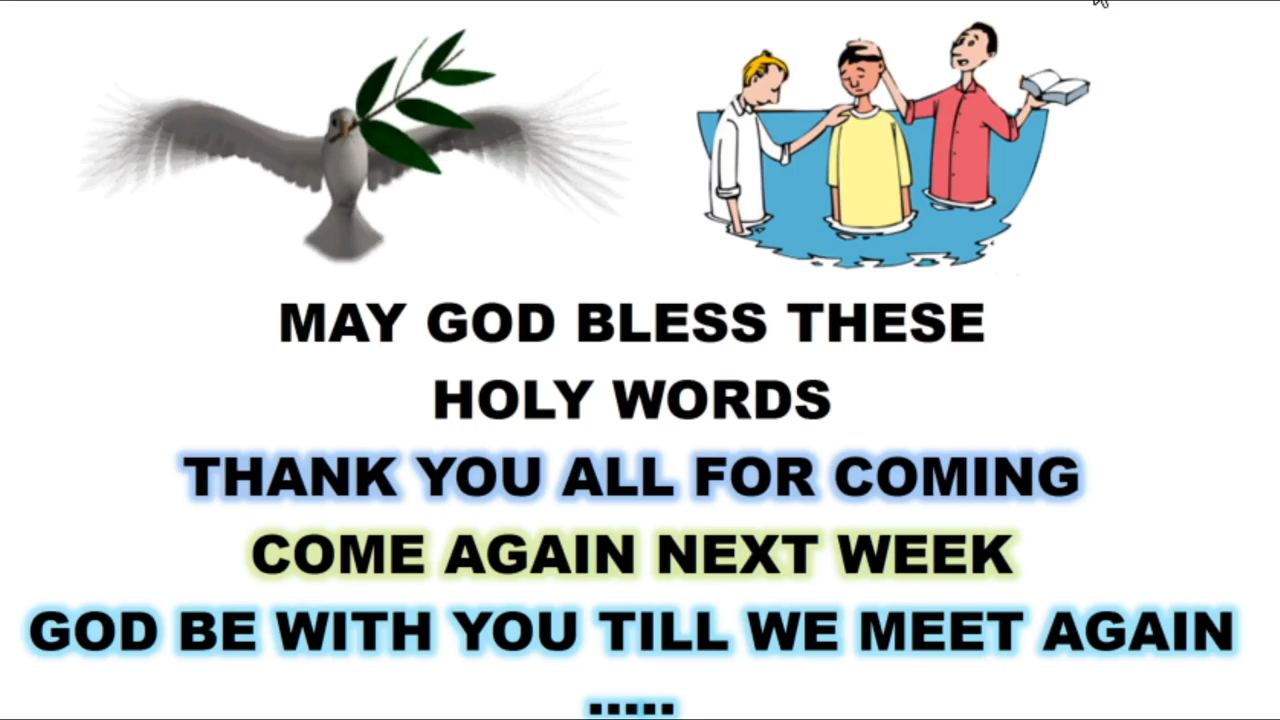 MAY GOD BLESS THESE
HOLY WORDS
THANK YOU ALL FOR COMING
COME AGAIN NEXT WEEK
GOD BE WITH YOU TILL WE MEET AGAIN
.....